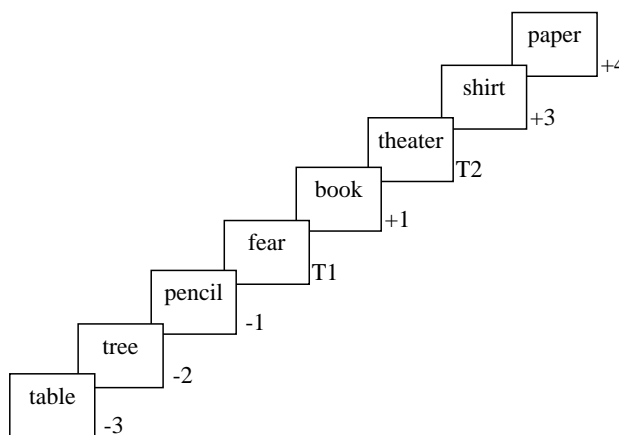 paper
+4
shirt
+3
theater
T2
book
+1
fear
T1
pencil
-1
tree
-2
table
-3